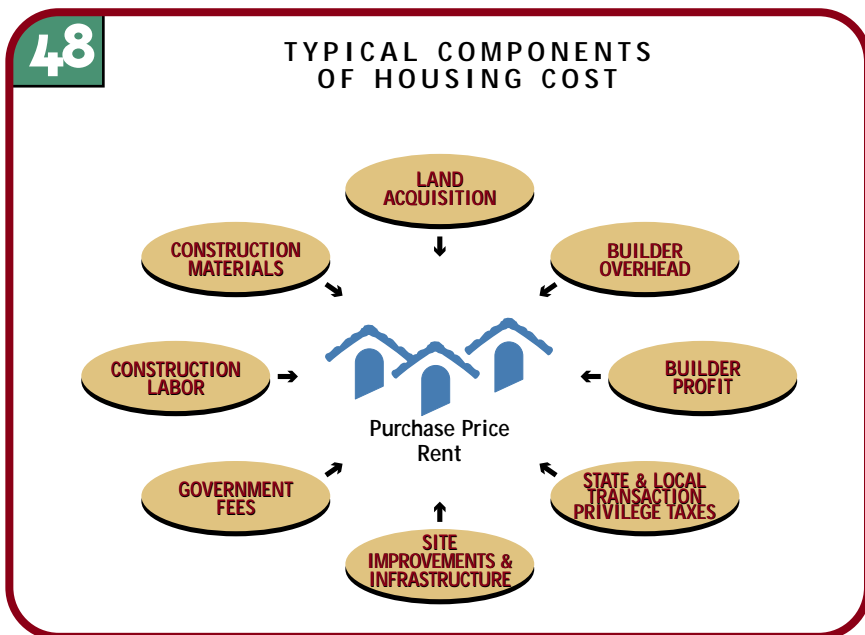 48
TYPICAL COMPONENTS
OF HOUSING COST
LAND
ACQUISITION
CONSTRUCTION
MATERIALS
BUILDER
OVERHEAD
CONSTRUCTION
LABOR
BUILDER
PROFIT
Purchase Price
Rent
GOVERNMENT
FEES
STATE & LOCAL
TRANSACTION
PRIVILEGE TAXES
SITE
IMPROVEMENTS &
INFRASTRUCTURE